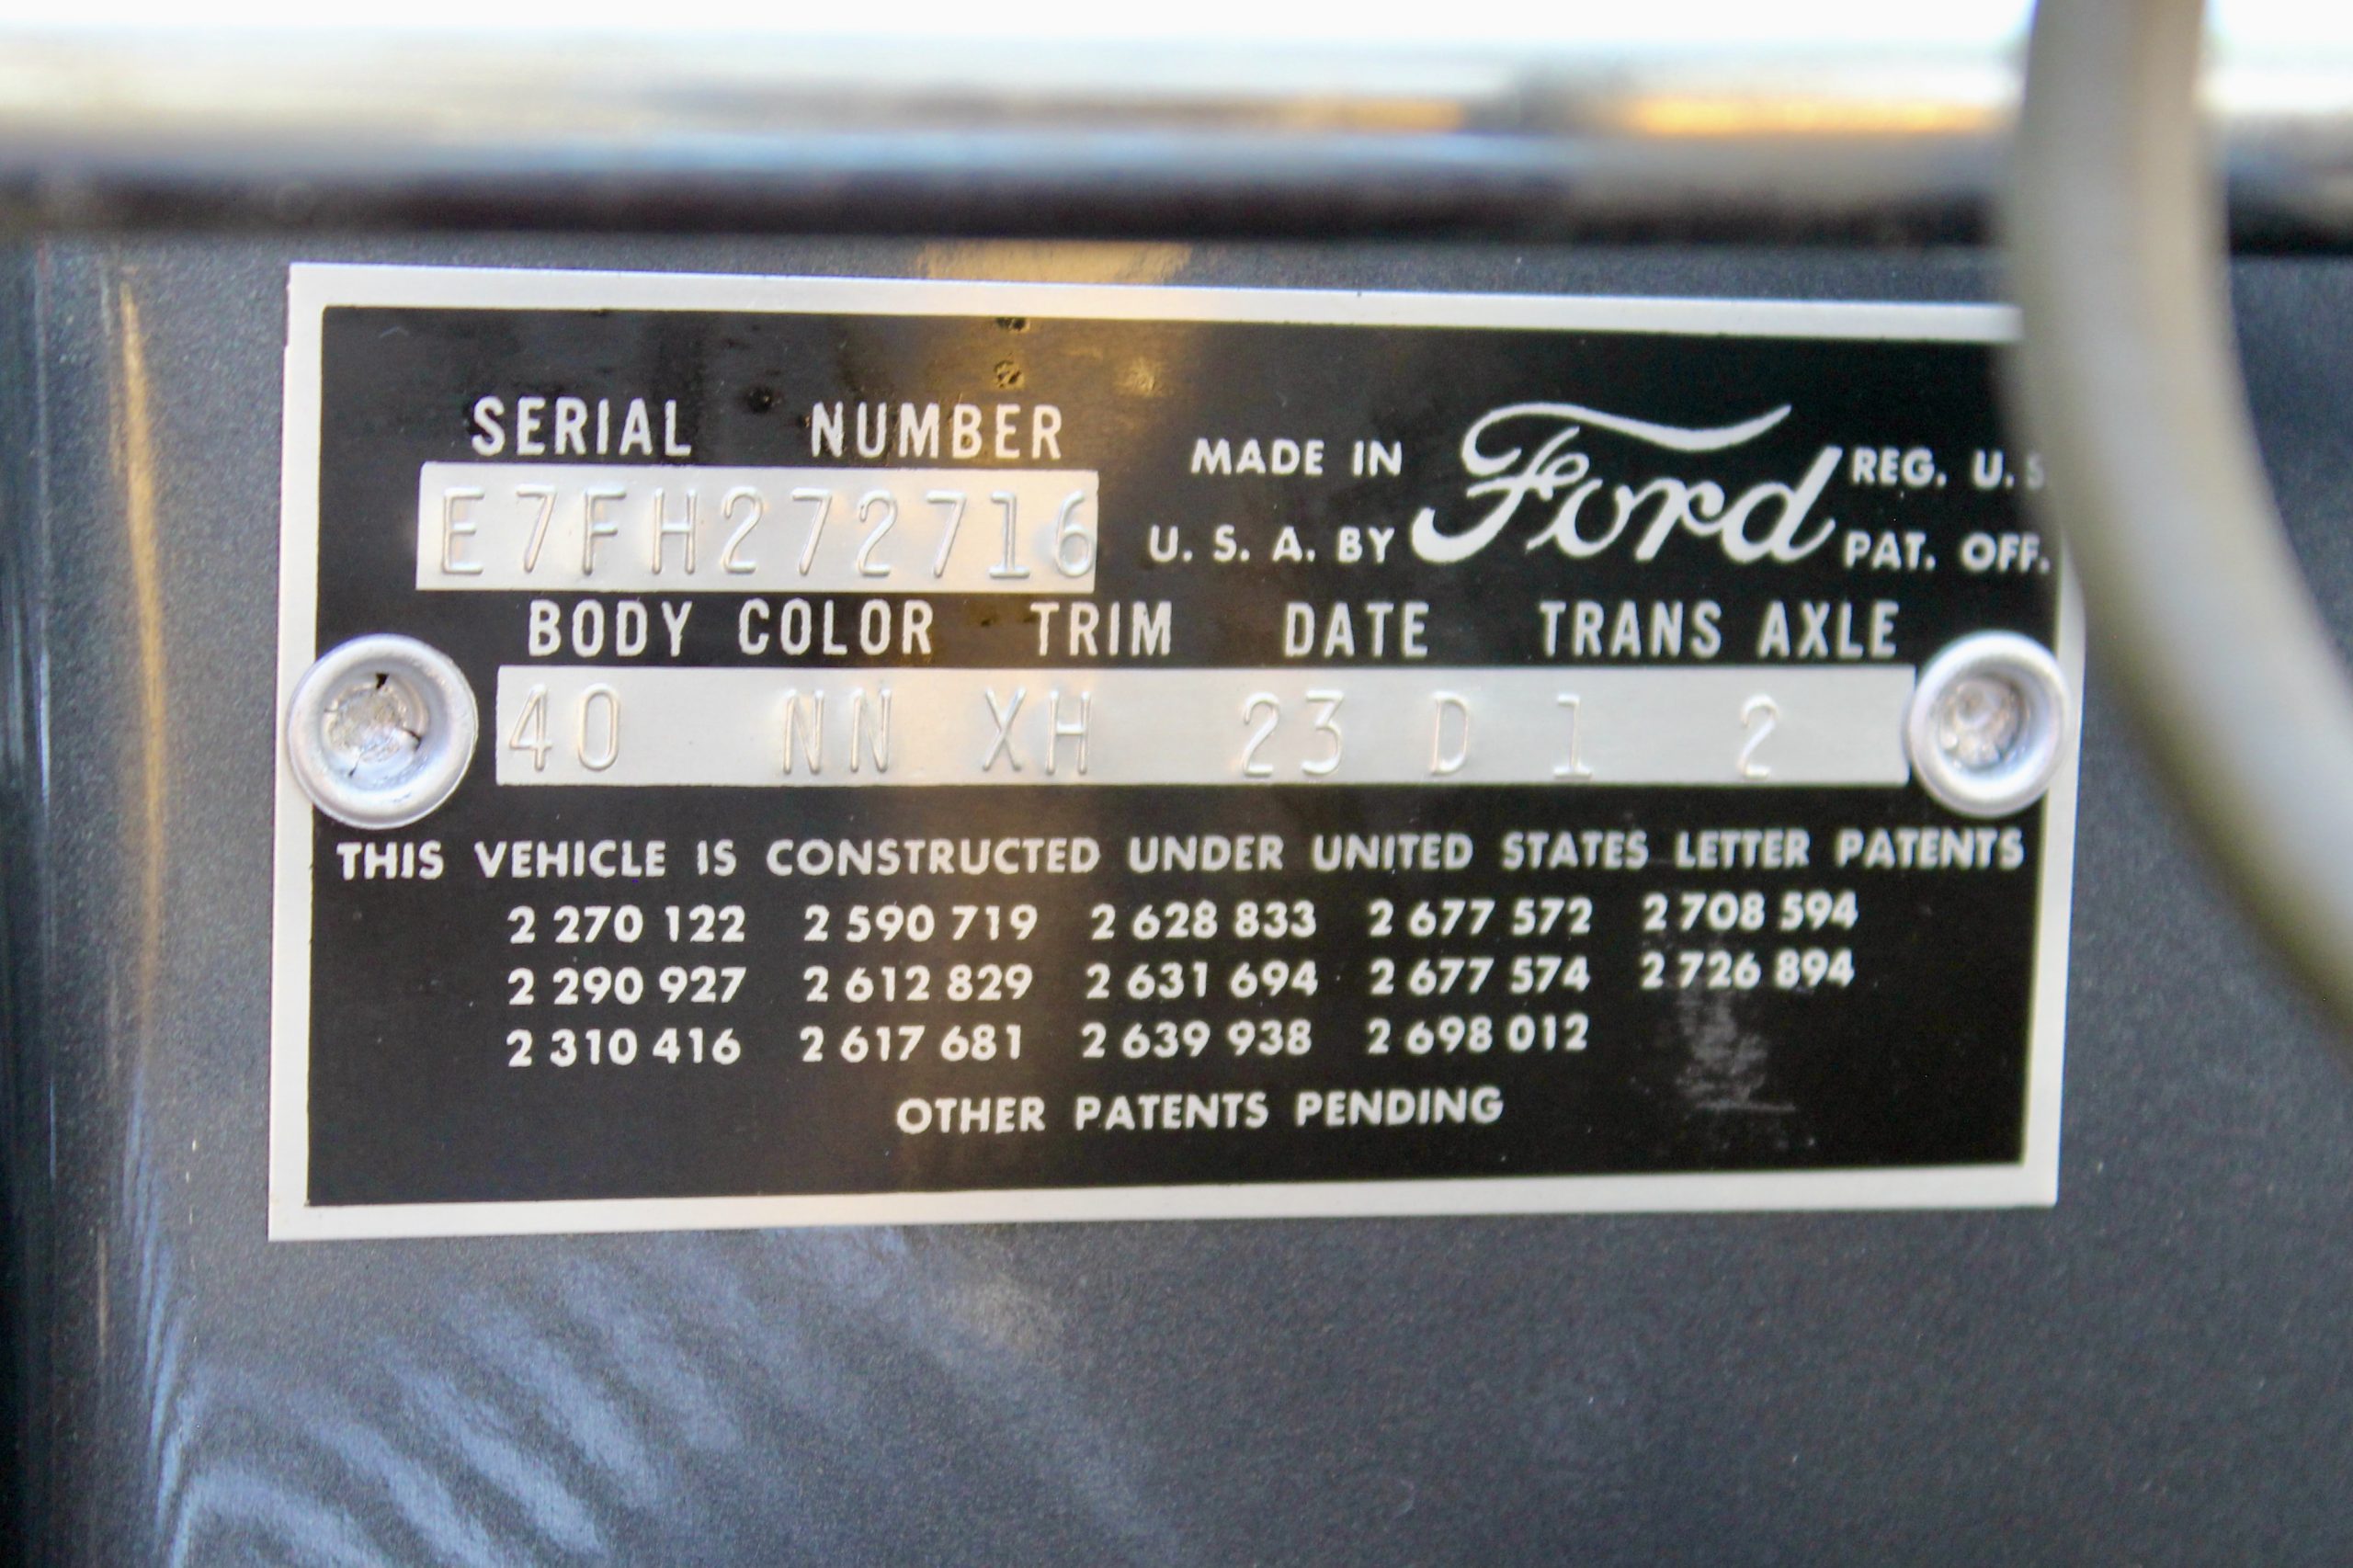 SERIAL NUMBER
E7FH272716
MADE IN
U. S. A. BY
Ford
REG. U. S.
PAT. OFF.
BODY COLOR TRIM DATE TRANS AXLE
40 NN XH 23 D 1 2
THIS VEHICLE IS CONSTRUCTED UNDER UNITED STATES LETTER PATENTS
2 270 122 2 590 719 2 628 833 2 677 572 2 708 594
2 290 927 2 612 829 2 631 694 2 677 574 2 726 894
2 310 416 2 617 681 2 639 938 2 698 012
OTHER PATENTS PENDING